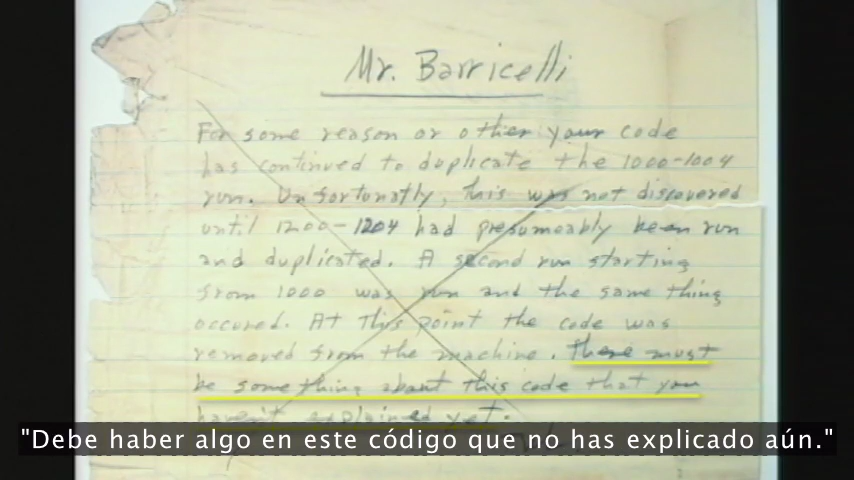 Mr. Barricelli
For some reason or other your code
has continued to duplicate the 1000-1004
run. Unfortunatly, this was not discovered
until 1200-1204 had presumeably been run
and duplicated. A second run starting
from 1000 was run and the same thing
occured. At this point the code was
removed from the machine. there must
be something about this code that you
haven't explained yet.
"Debe haber algo en este código que no has explicado aún."